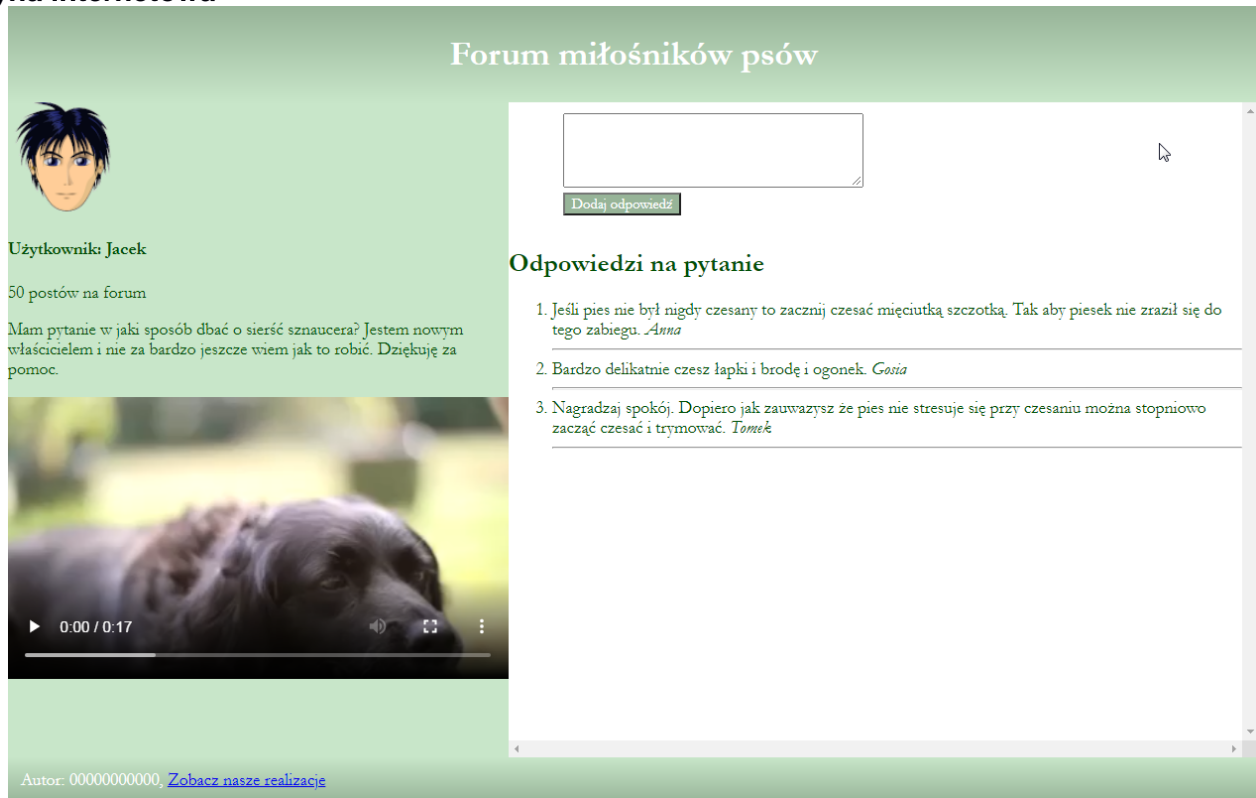 Forum miłośników psów
Użytkownik: Jacek
50 postów na forum
Mam pytanie w jaki sposób dbać o sierść sznaucera? Jestem nowym
właścicielem i nie za bardzo jeszcze wiem jak to robić. Dziękuję za
pomoc.
0:00 / 0:17
Dodaj odpowiedź
Odpowiedzi na pytanie
1. Jeśli pies nie był nigdy czesany to zacznij czesać mięciutką szczotką. Tak aby piesek nie zraził się do
tego zabiegu. Anna
2. Bardzo delikatnie czesz łapki i brodę i ogonek. Gosia
3. Nagradzaj spokój. Dopiero jak zauwazysz że pies nie stresuje się przy czesaniu można stopniowo
zacząć czesać i trymować. Tomek
Autor: 00000000000, Zobacz nasze realizacje